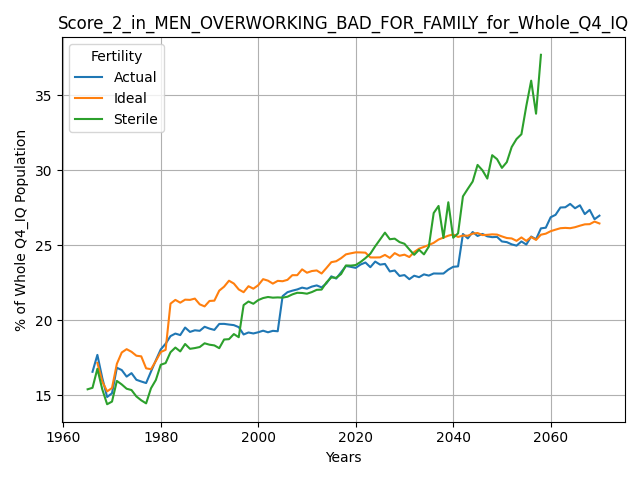 Score_2_in_MEN_OVERWORKING_BAD_FOR_FAMILY_for_Whole_Q4_IQ
Fertility
Actual
Ideal
Sterile
% of Whole Q4_IQ Population
35
30
25
20
15
1960 1980 2000 2020 2040 2060
Years